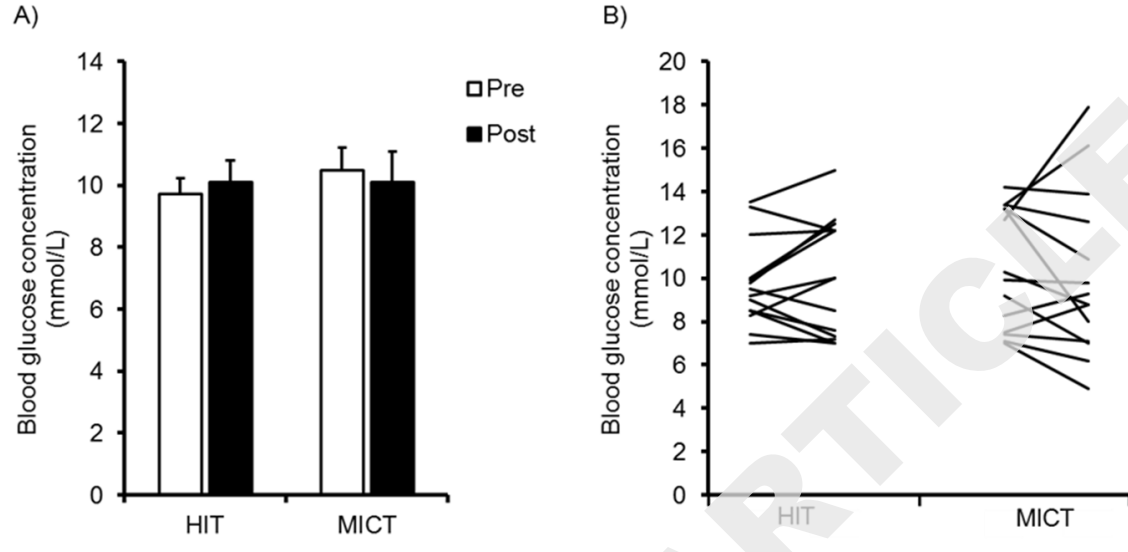 A)
Blood glucose concentration
(mmol/L)
14
12
10
8
6
4
2
0
HIT
MICT
Pre
Post
B)
Blood glucose concentration
(mmol/L)
20
18
16
14
12
10
8
6
4
2
0
HIT
MICT
ARTICLE